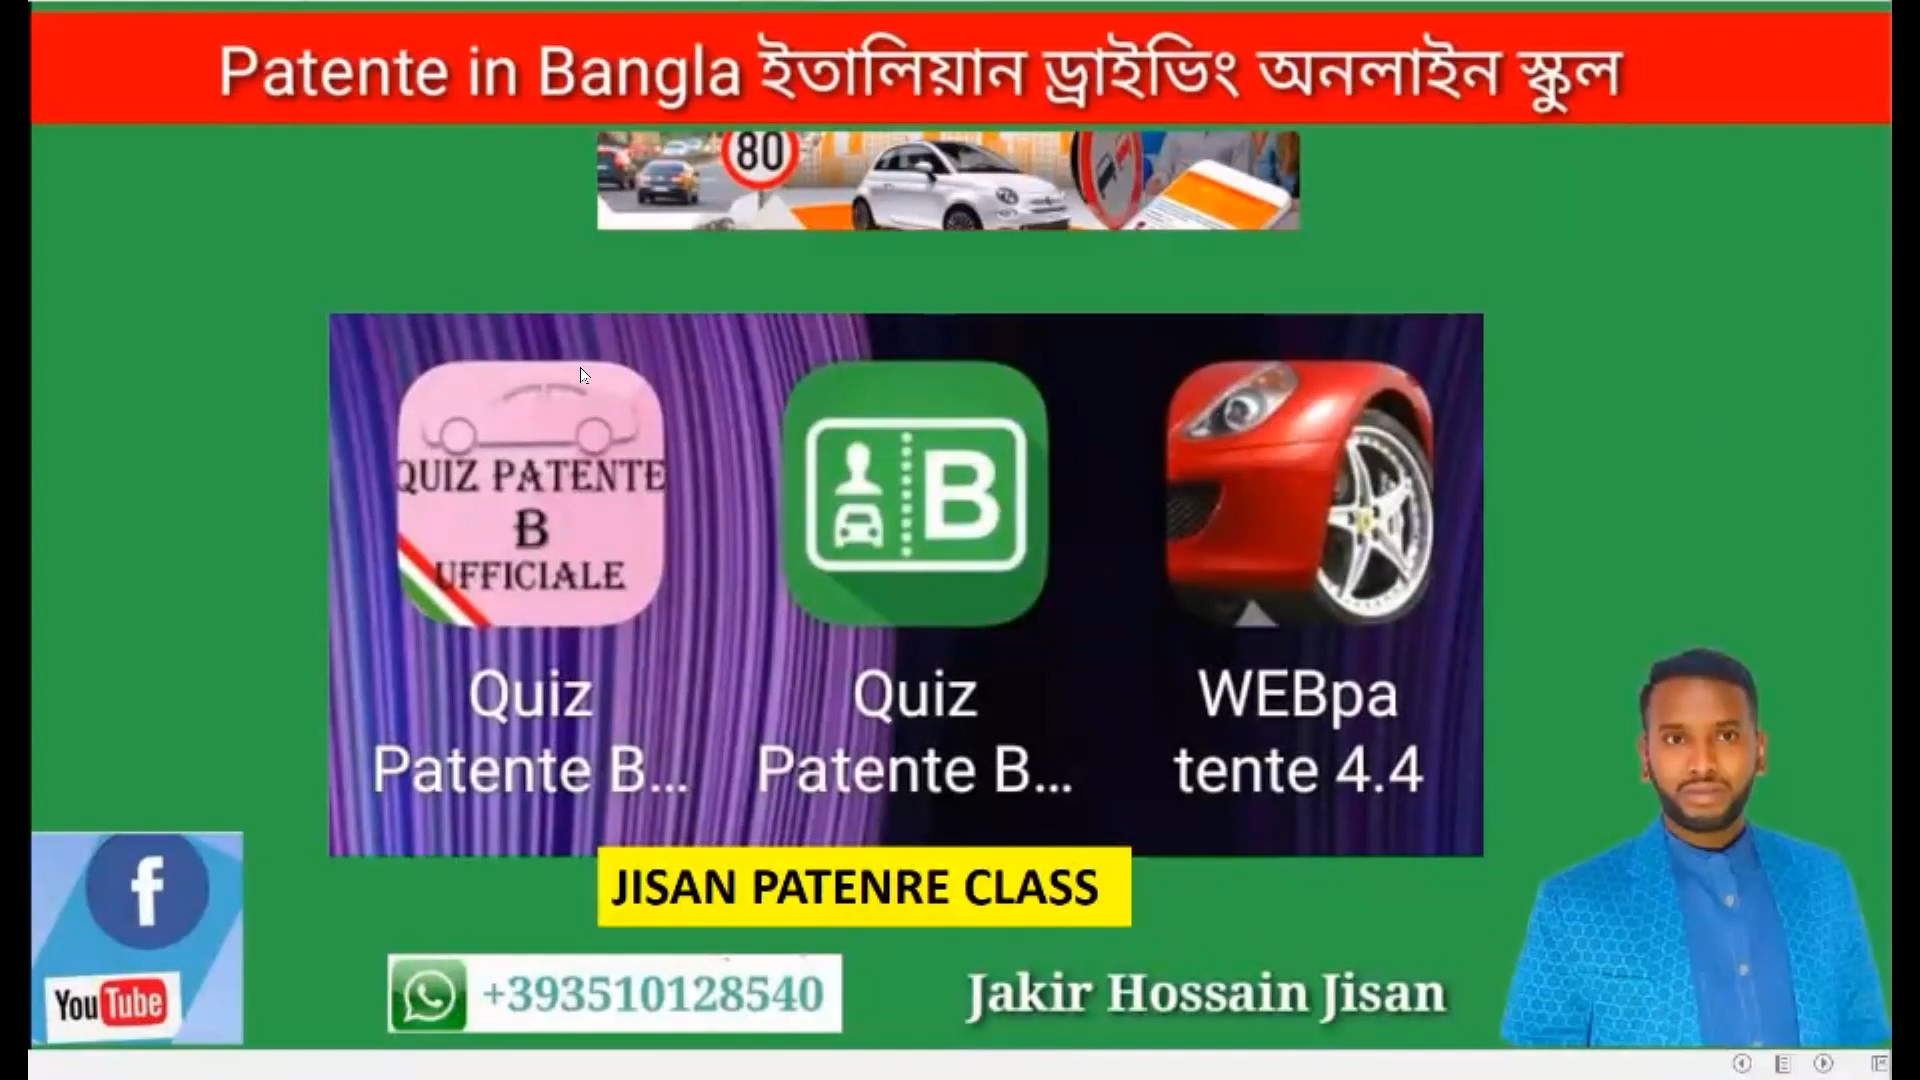 Patente in Bangla ইতালিয়ান ড্রাইভিং অনলাইন স্কুল
80
QUIZ PATENTE
B
UFFICIALE
B
Quiz
Patente B...
Quiz
Patente B...
WEBpa
tente 4.4
JISAN PATENRE CLASS
f
YouTube
+393510128540
Jakir Hossain Jisan